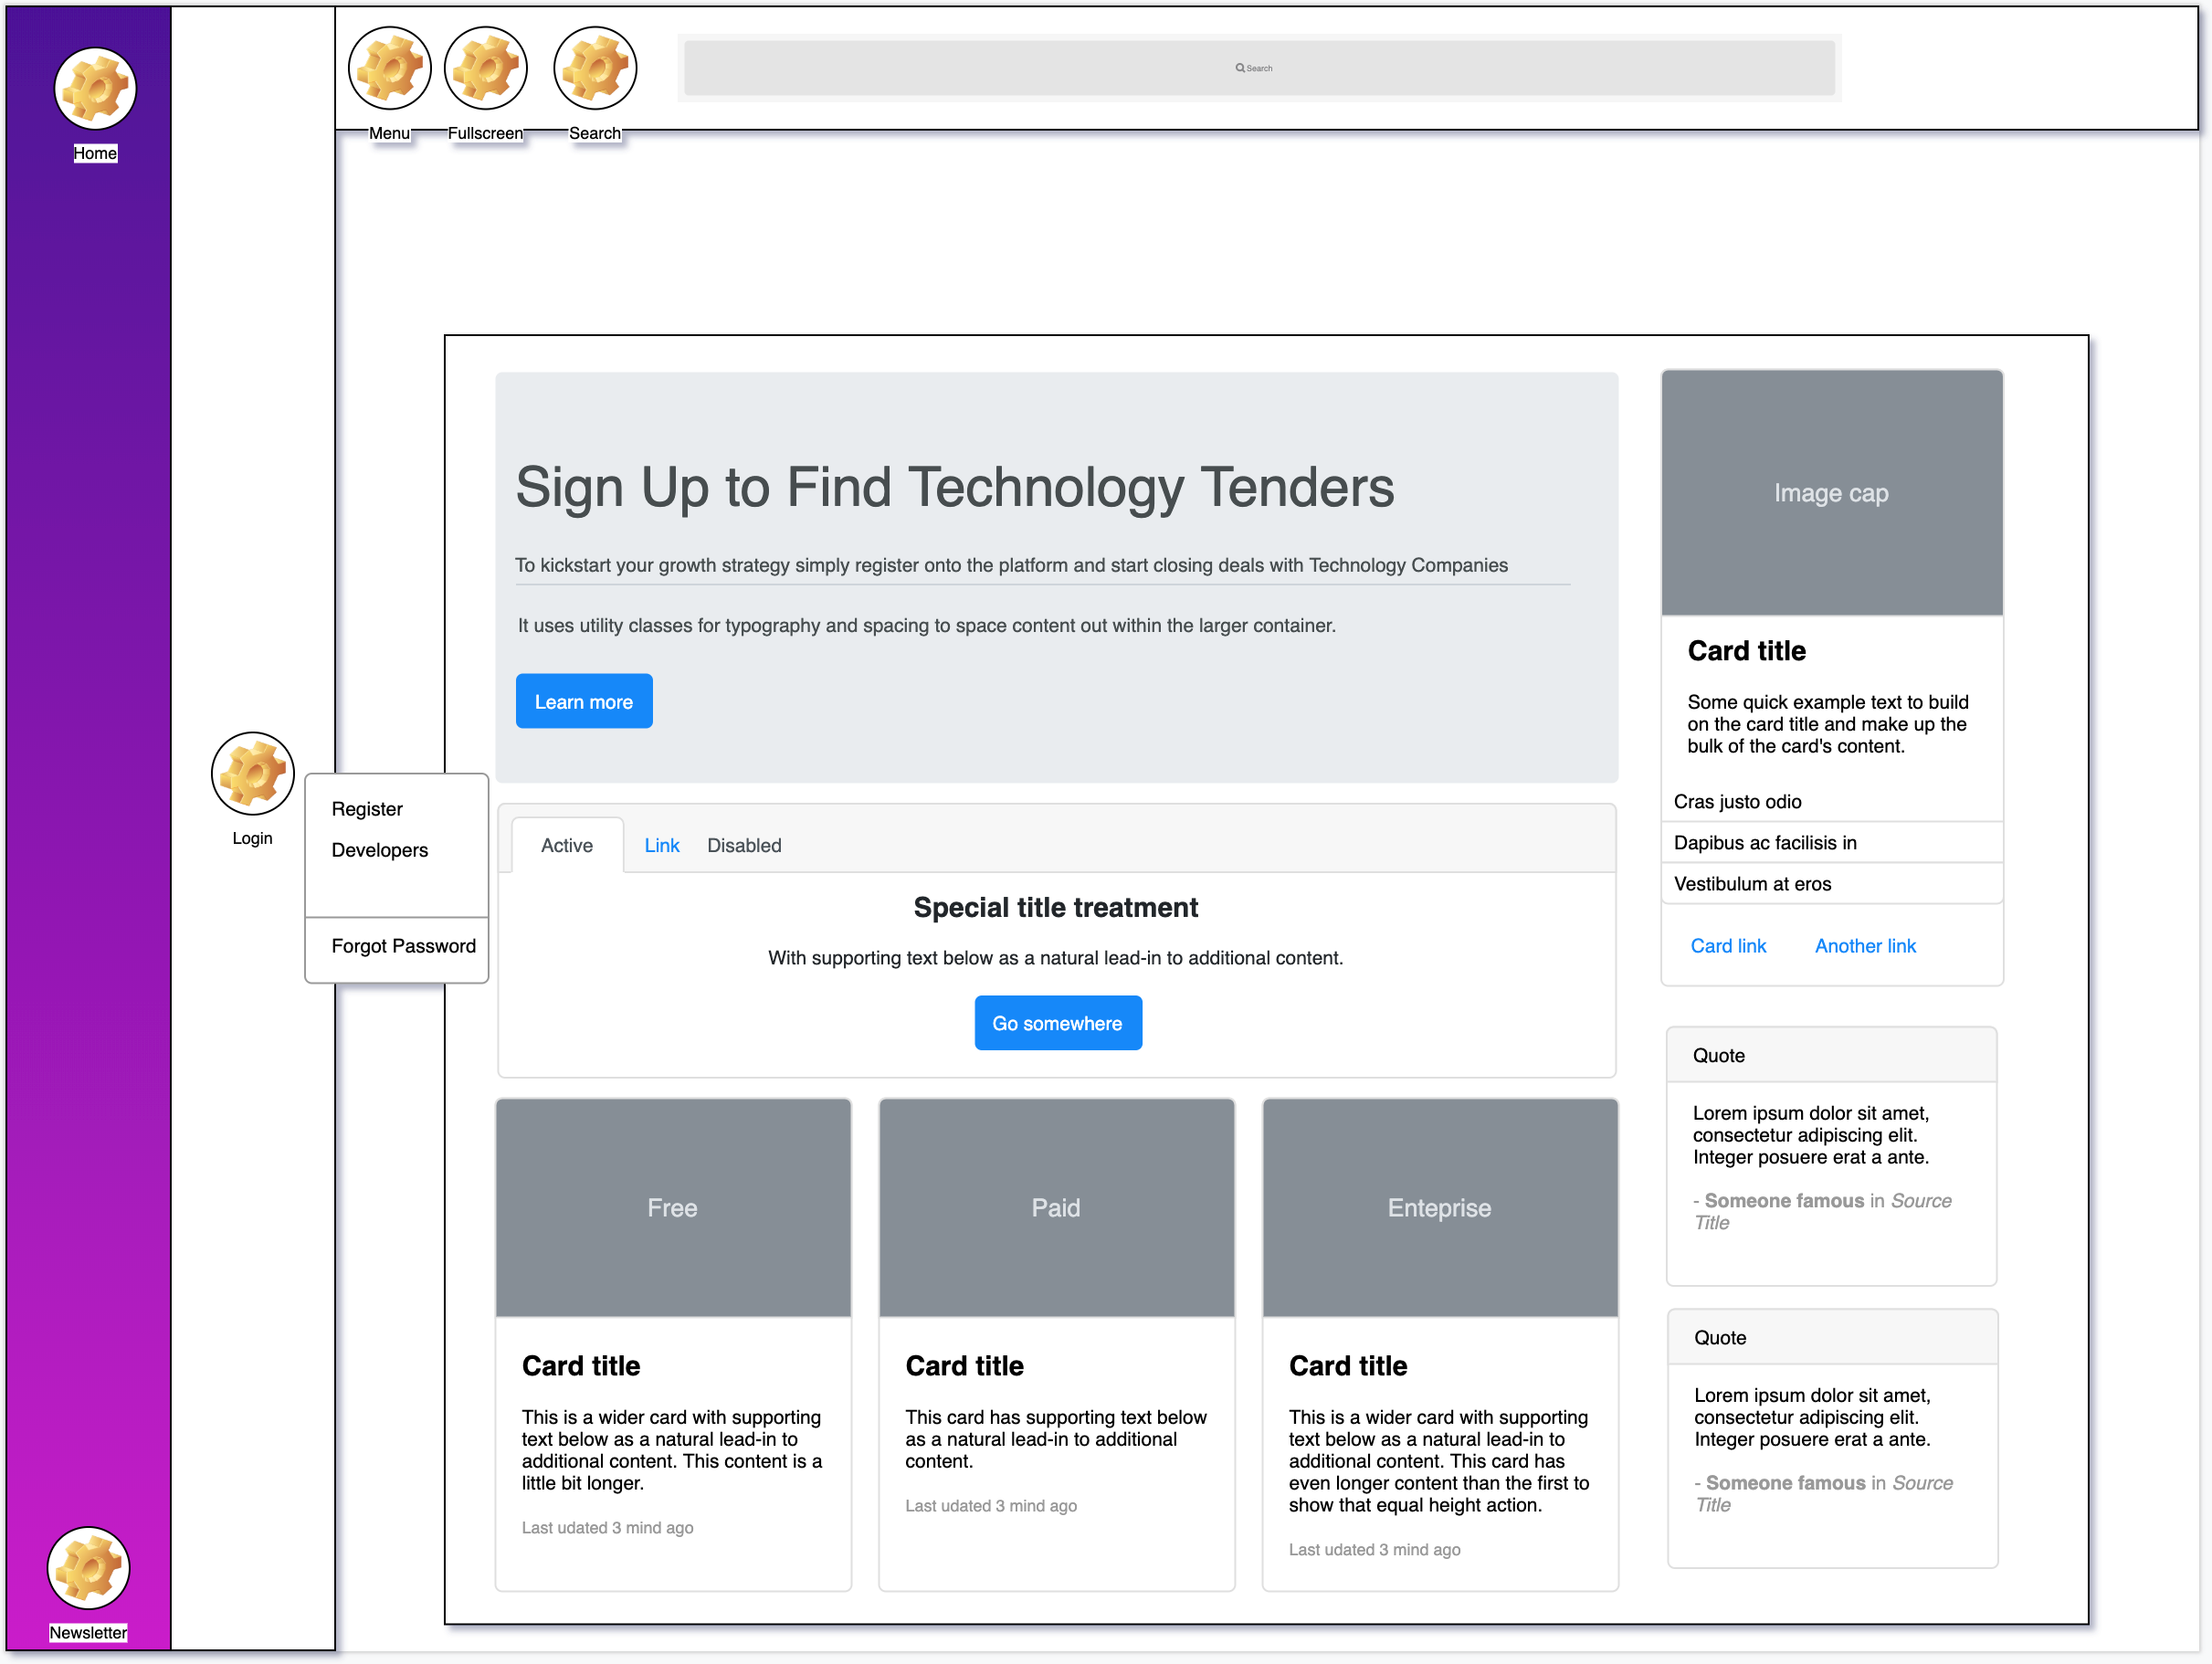 Home
Menu
Fullscreen
Search
Search
Sign Up to Find Technology Tenders
To kickstart your growth strategy simply register onto the platform and start closing deals with Technology Companies
It uses utility classes for typography and spacing to space content out within the larger container.
Learn more
Login
Register
Developers
Forgot Password
Active
Link
Disabled
Special title treatment
With supporting text below as a natural lead-in to additional content.
Go somewhere
Free
Card title
This is a wider card with supporting
text below as a natural lead-in to
additional content. This content is a
little bit longer.
Last udated 3 mind ago
Paid
Card title
This card has supporting text below
as a natural lead-in to additional
content.
Last udated 3 mind ago
Enteprise
Card title
This is a wider card with supporting
text below as a natural lead-in to
additional content. This card has
even longer content than the first to
show that equal height action.
Last udated 3 mind ago
Image cap
Card title
Some quick example text to build
on the card title and make up the
bulk of the card's content.
Cras justo odio
Dapibus ac facilisis in
Vestibulum at eros
Card link
Another link
Quote
Lorem ipsum dolor sit amet,
consectetur adipiscing elit.
Integer posuere erat a ante.
- Someone famous in Source
Title
Quote
Lorem ipsum dolor sit amet,
consectetur adipiscing elit.
Integer posuere erat a ante.
- Someone famous in Source
Title
Newsletter